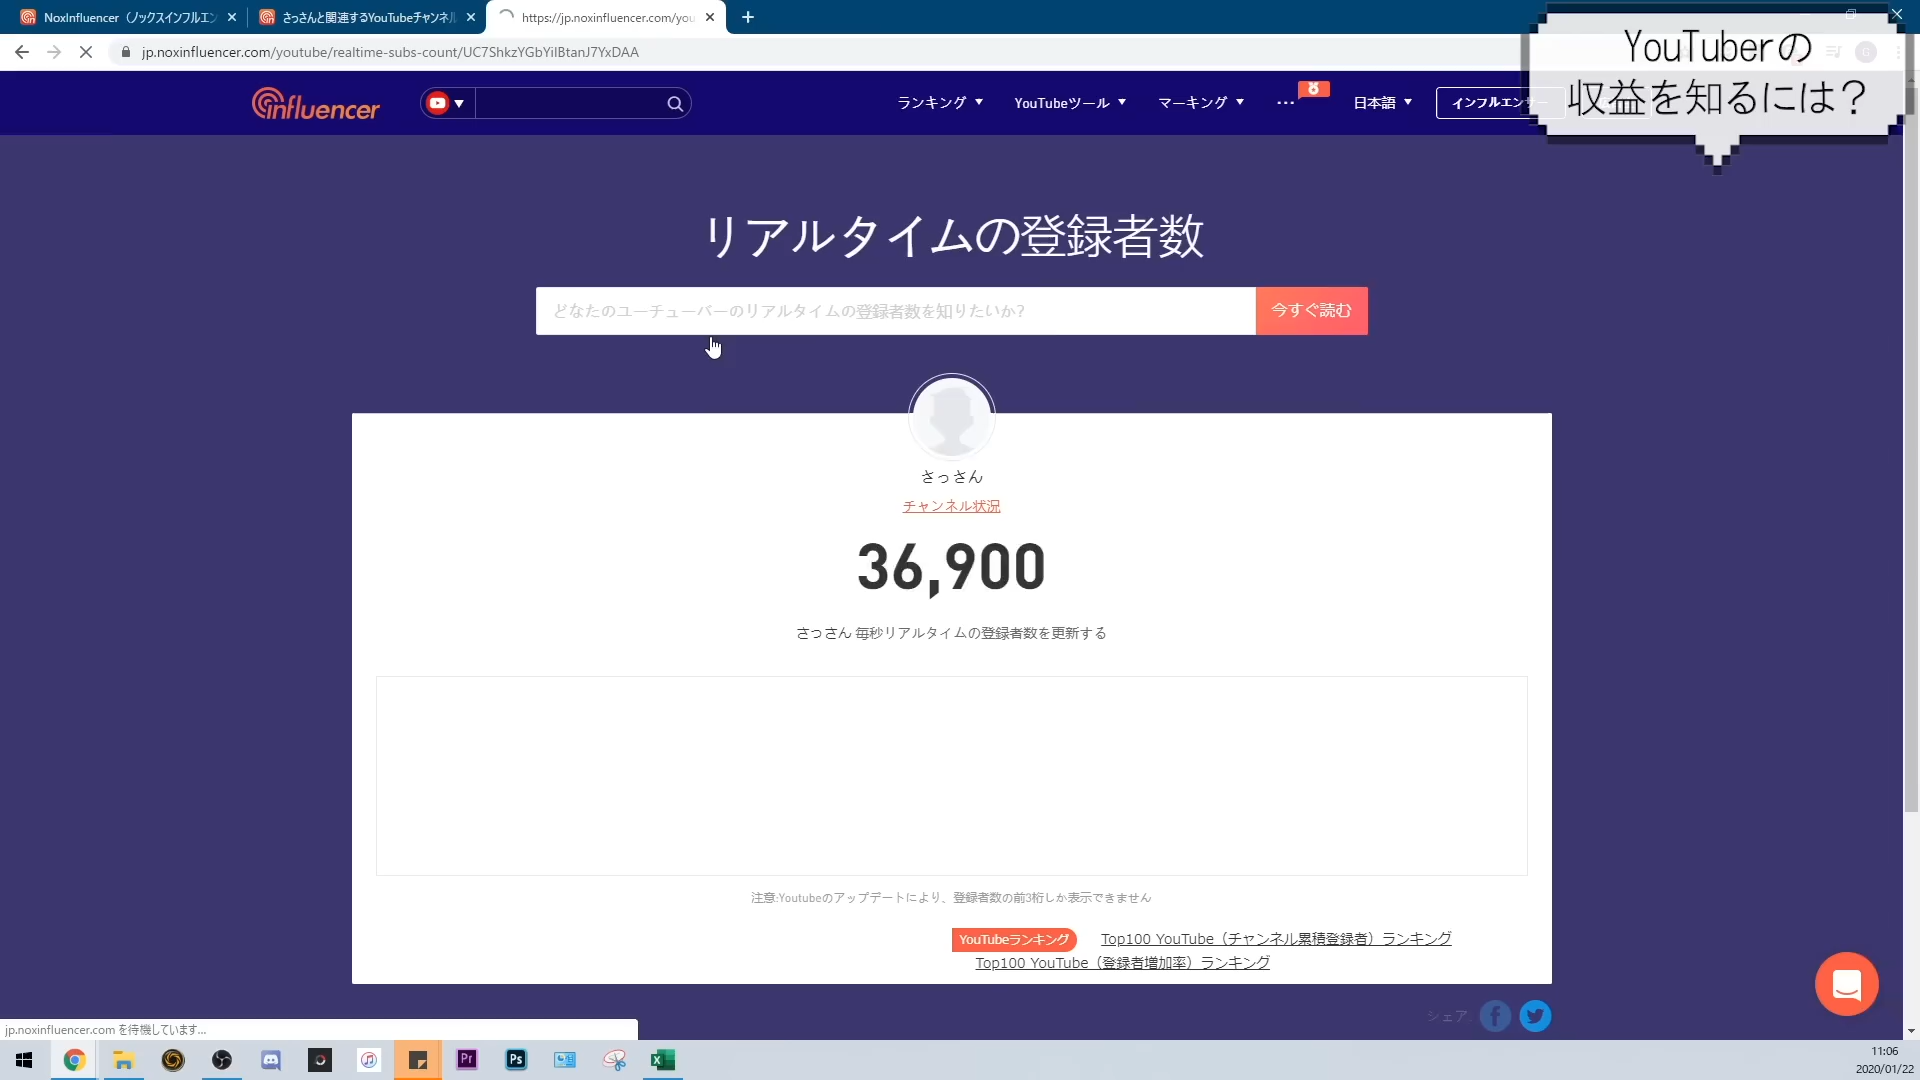 NoxInfluencer（ノックスインフルエン
さっさんと関連するYouTubeチャンネル
https://jp.noxinfluencer.com/you
jp.noxinfluencer.com/youtube/realtime-subs-count/UC7ShkzYGbYiIBtanJ7YxDAA
YouTuberの
収益を知るには？
influencer
ランキング
YouTubeツール
マーキング
日本語
インフルエンサー
リアルタイムの登録者数
どなたのユーチューバーのリアルタイムの登録者数を知りたいか？
今すぐ読む
さっさん
チャンネル状況
36,900
さっさん 毎秒リアルタイムの登録者数を更新する
注意:Youtubeのアップデートにより、登録者数の前3桁しか表示できません
YouTubeランキング
Top100 YouTube（チャンネル累積登録者）ランキング
Top100 YouTube（登録者増加率）ランキング
シェア
jp.noxinfluencer.com を待機しています...
Pr
Ps
11:06
2020/01/22